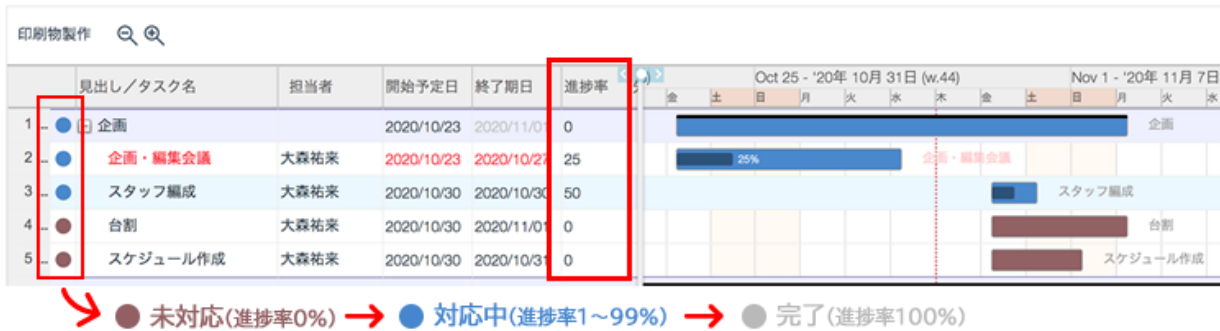 印刷物製作
見出し／タスク名 担当者 開始予定日 終了期日 進捗率 Oct 25 - '20年 10月 31日 (w.44) Nov 1 - '20年 11月 7日
金 土 日 月 火 水 木 金 土 日 月 火 水
1 ... 企画 2020/10/23 2020/11/01 0 企画
2 ... 企画・編集会議 大森祐来 2020/10/23 2020/10/27 25 25% 企画・編集会議
3 ... スタッフ編成 大森祐来 2020/10/30 2020/10/30 50 スタッフ編成
4 ... 台割 大森祐来 2020/10/30 2020/11/01 0 台割
5 ... スケジュール作成 大森祐来 2020/10/30 2020/10/31 0 スケジュール作成
未対応(進捗率0%) → 対応中(進捗率1～99%) → 完了(進捗率100%)